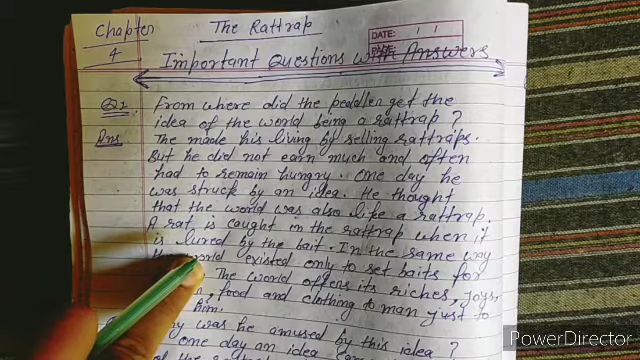 Chapter
4
The Rattrap
DATE:
Important Questions with Answers
Q1.
From where did the peddler get the
idea of the world being a rattrap?
Ans
The made his living by selling rattraps.
But he did not earn much and often
had to remain hungry. One day he
was struck by an idea. He thought
that the world was also like a rattrap.
A rat is caught in the rattrap when it
is lured by the bait. In the same way
world existed only to set baits for
The world offers its riches, joys,
, food and clothing to man just to
him.
was he amused by this idea?
one day an idea
PowerDirector